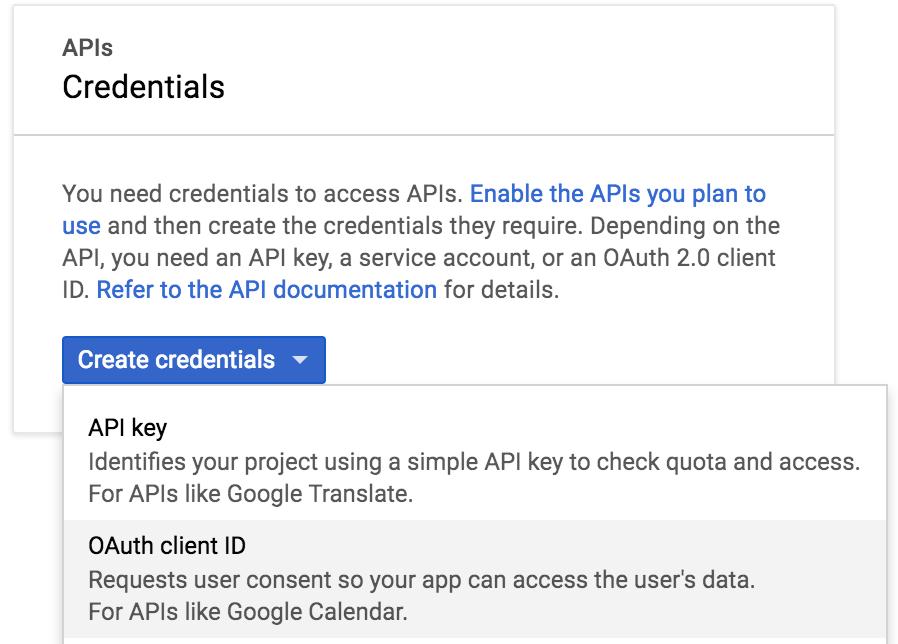 APIs
Credentials
You need credentials to access APIs. Enable the APIs you plan to
use and then create the credentials they require. Depending on the
API, you need an API key, a service account, or an OAuth 2.0 client
ID. Refer to the API documentation for details.
Create credentials
API key
Identifies your project using a simple API key to check quota and access.
For APIs like Google Translate.
OAuth client ID
Requests user consent so your app can access the user's data.
For APIs like Google Calendar.